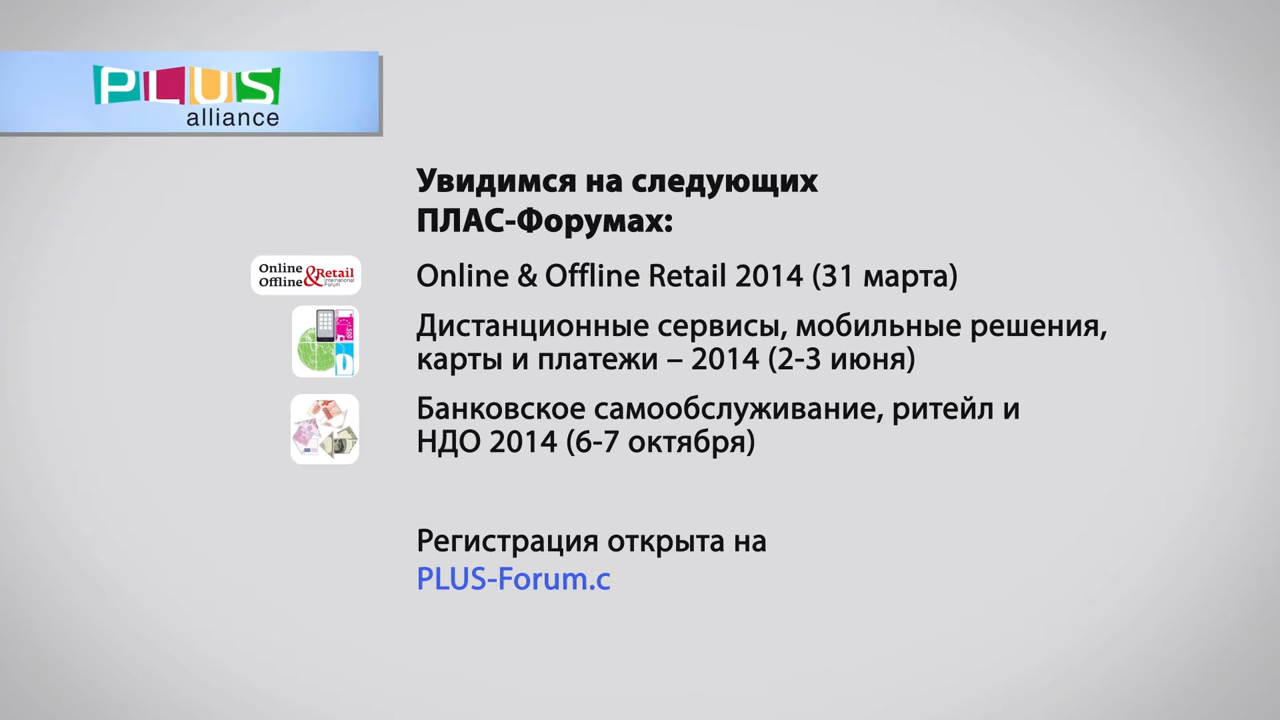 PLUS
alliance
Увидимся на следующих
ПЛАС-Форумах:
Online
Offline
&
Retail
International
Forum
Online & Offline Retail 2014 (31 марта)
Дистанционные сервисы, мобильные решения,
карты и платежи – 2014 (2-3 июня)
Банковское самообслуживание, ритейл и
НДО 2014 (6-7 октября)
Регистрация открыта на
PLUS-Forum.c